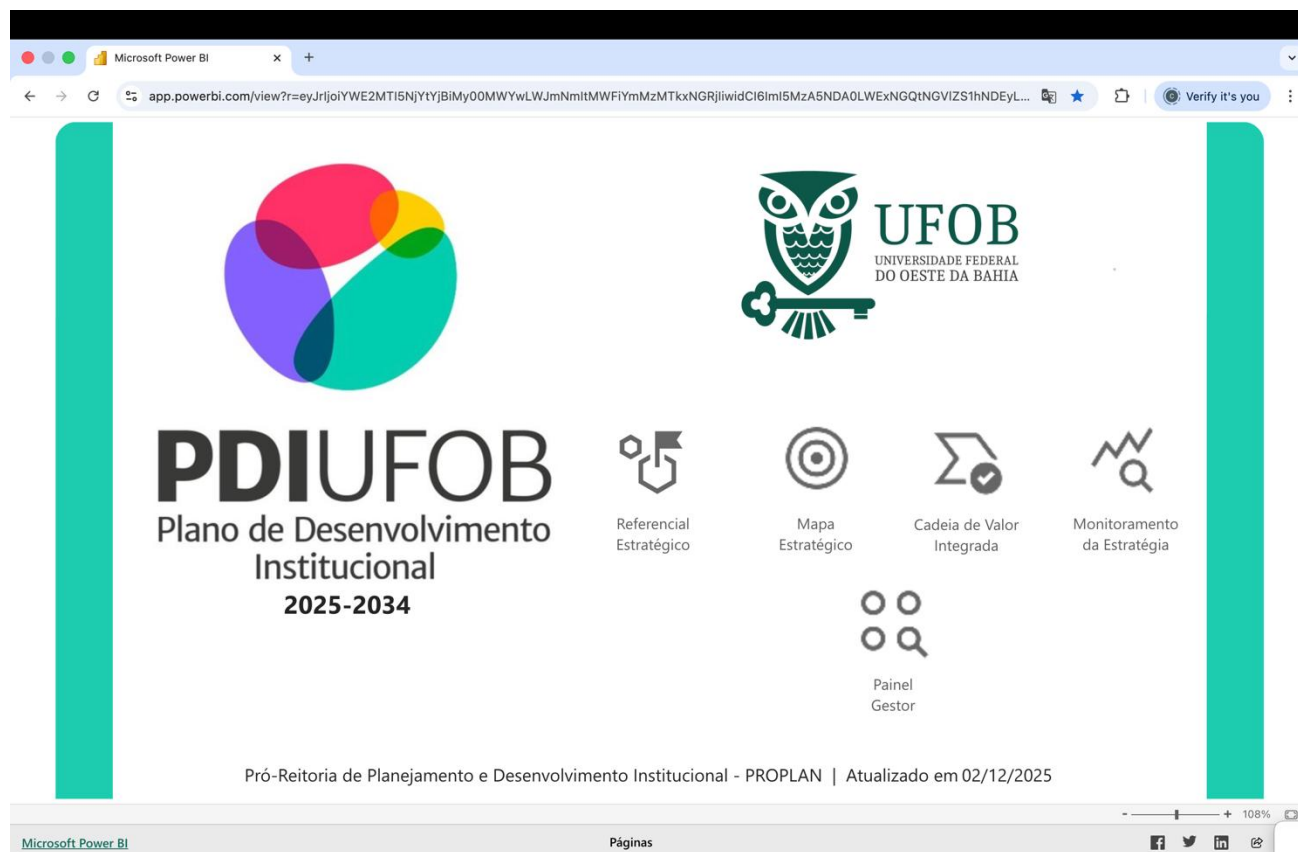 Microsoft Power BI
app.powerbi.com/view?r=eyJrIjoiYWE2MTI5NjYtYjBiMy00MWYwLWJmNmItMWFiYmMzMTkxNGRjIiwidCI6ImI5MzA5NDA0LWExNGQtNGVlZS1hNDEyL...
Verify it's you
UFOB
UNIVERSIDADE FEDERAL
DO OESTE DA BAHIA
PDIUFOB
Plano de Desenvolvimento
Institucional
2025-2034
Referencial
Estratégico
Mapa
Estratégico
Cadeia de Valor
Integrada
Monitoramento
da Estratégia
Painel
Gestor
Pró-Reitoria de Planejamento e Desenvolvimento Institucional - PROPLAN | Atualizado em 02/12/2025
- + 108%
Microsoft Power BI
Páginas